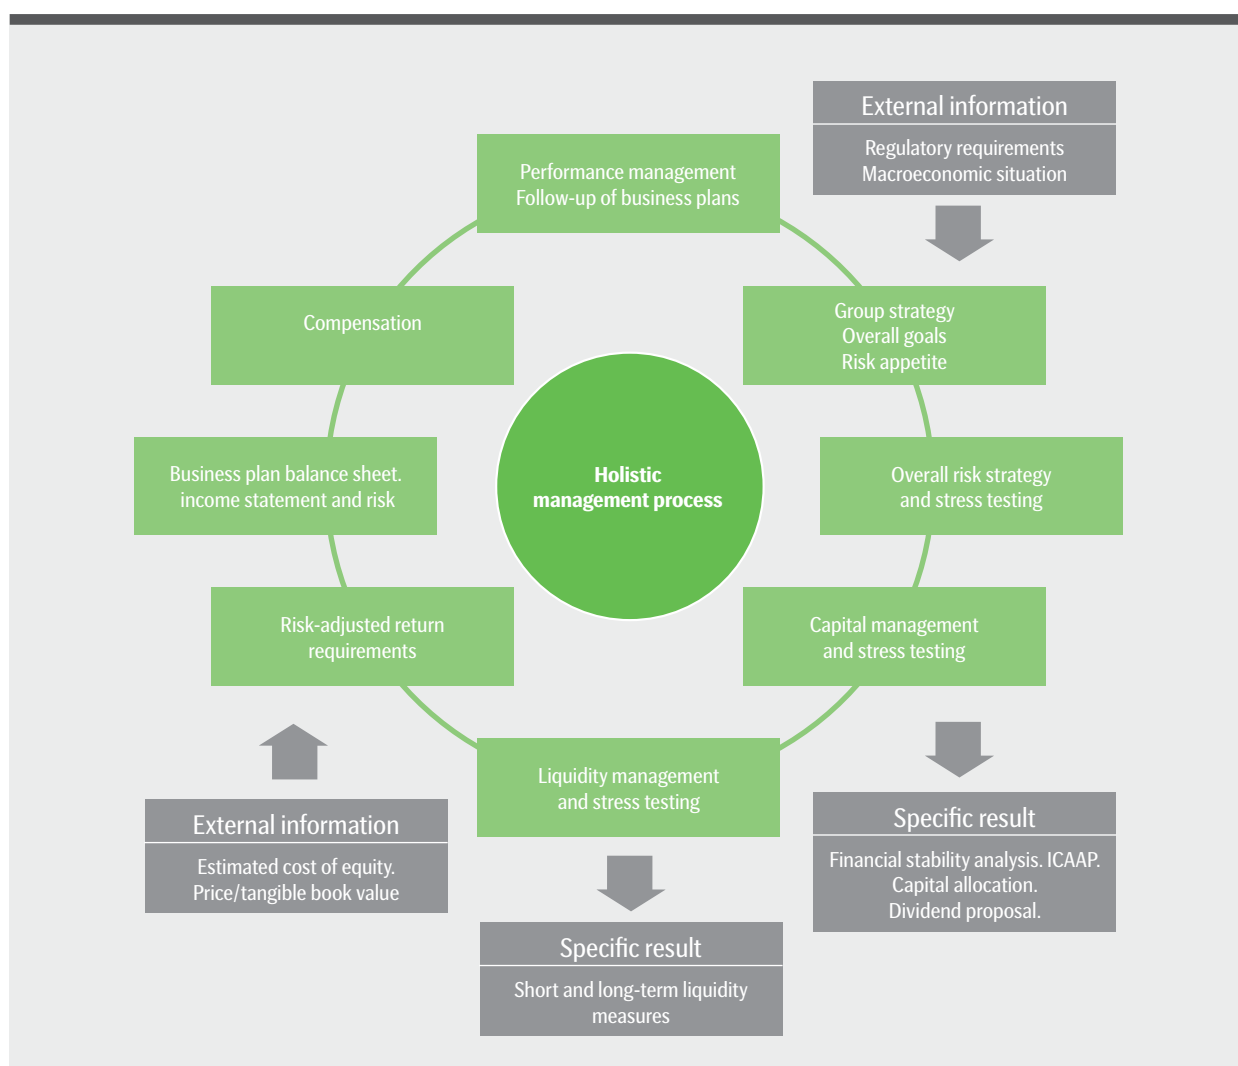 External information
Regulatory requirements
Macroeconomic situation
Performance management
Follow-up of business plans
Compensation
Group strategy
Overall goals
Risk appetite
Business plan balance sheet.
income statement and risk
Holistic
management process
Overall risk strategy
and stress testing
Risk-adjusted return
requirements
Capital management
and stress testing
Liquidity management
and stress testing
External information
Estimated cost of equity.
Price/tangible book value
Specific result
Financial stability analysis. ICAAP.
Capital allocation.
Dividend proposal.
Specific result
Short and long-term liquidity
measures